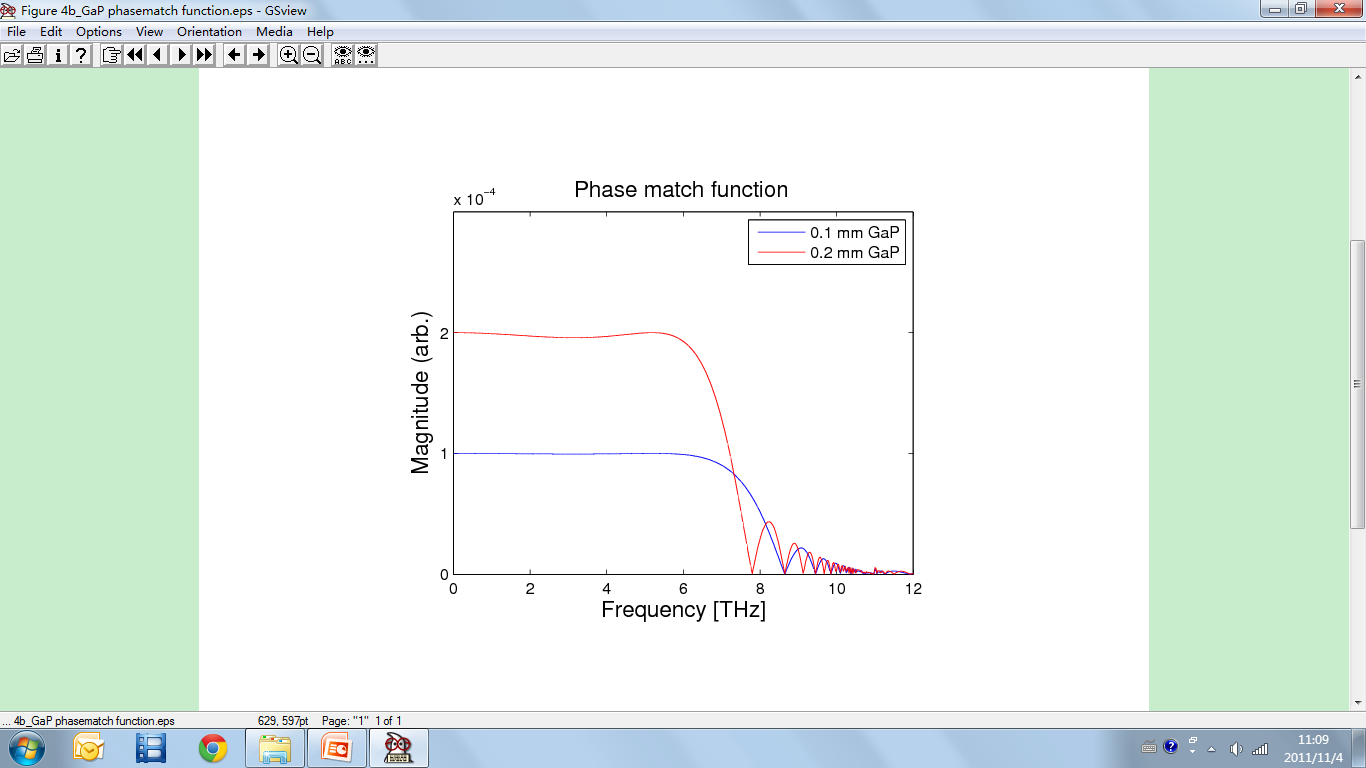 Figure 4b_GaP phasematch function.eps - GSview
File Edit Options View Orientation Media Help
ABC
Phase match function
x 10⁻⁴
0.1 mm GaP
0.2 mm GaP
Magnitude (arb.)
2
1
0
0 2 4 6 8 10 12
Frequency [THz]
... 4b_GaP phasematch function.eps 629, 597pt Page: "1" 1 of 1
11:09
2011/11/4